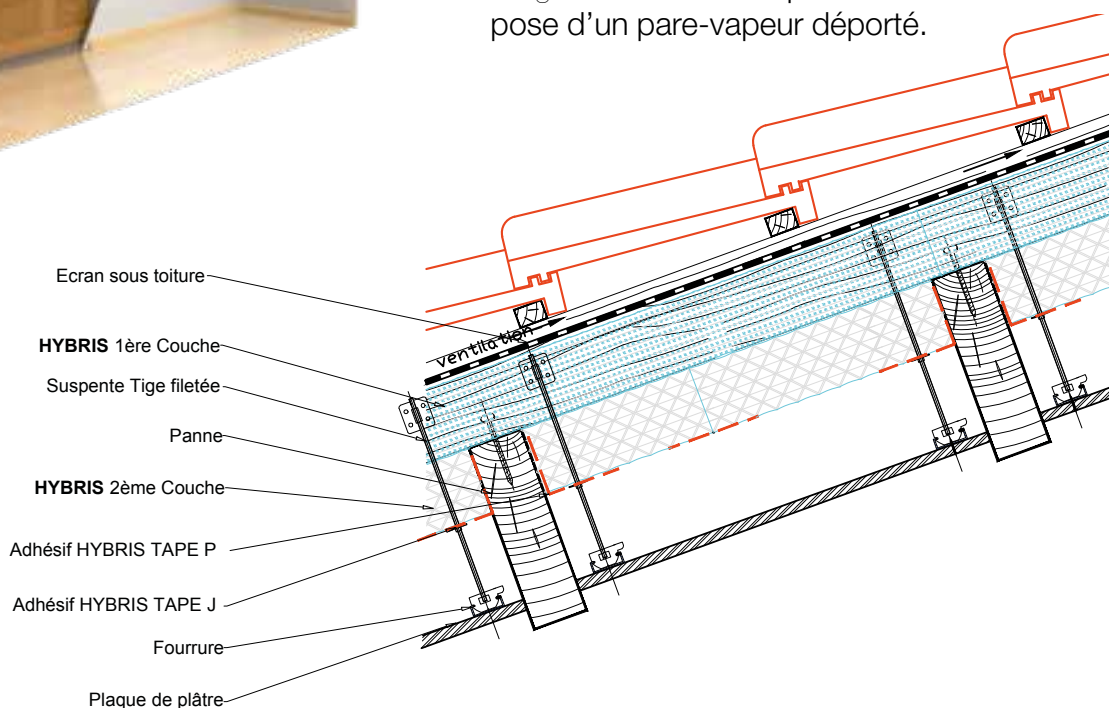 pose d’un pare-vapeur déporté.
ventilation
Ecran sous toiture
HYBRIS 1ère Couche
Suspente Tige filetée
Panne
HYBRIS 2ème Couche
Adhésif HYBRIS TAPE P
Adhésif HYBRIS TAPE J
Fourrure
Plaque de plâtre